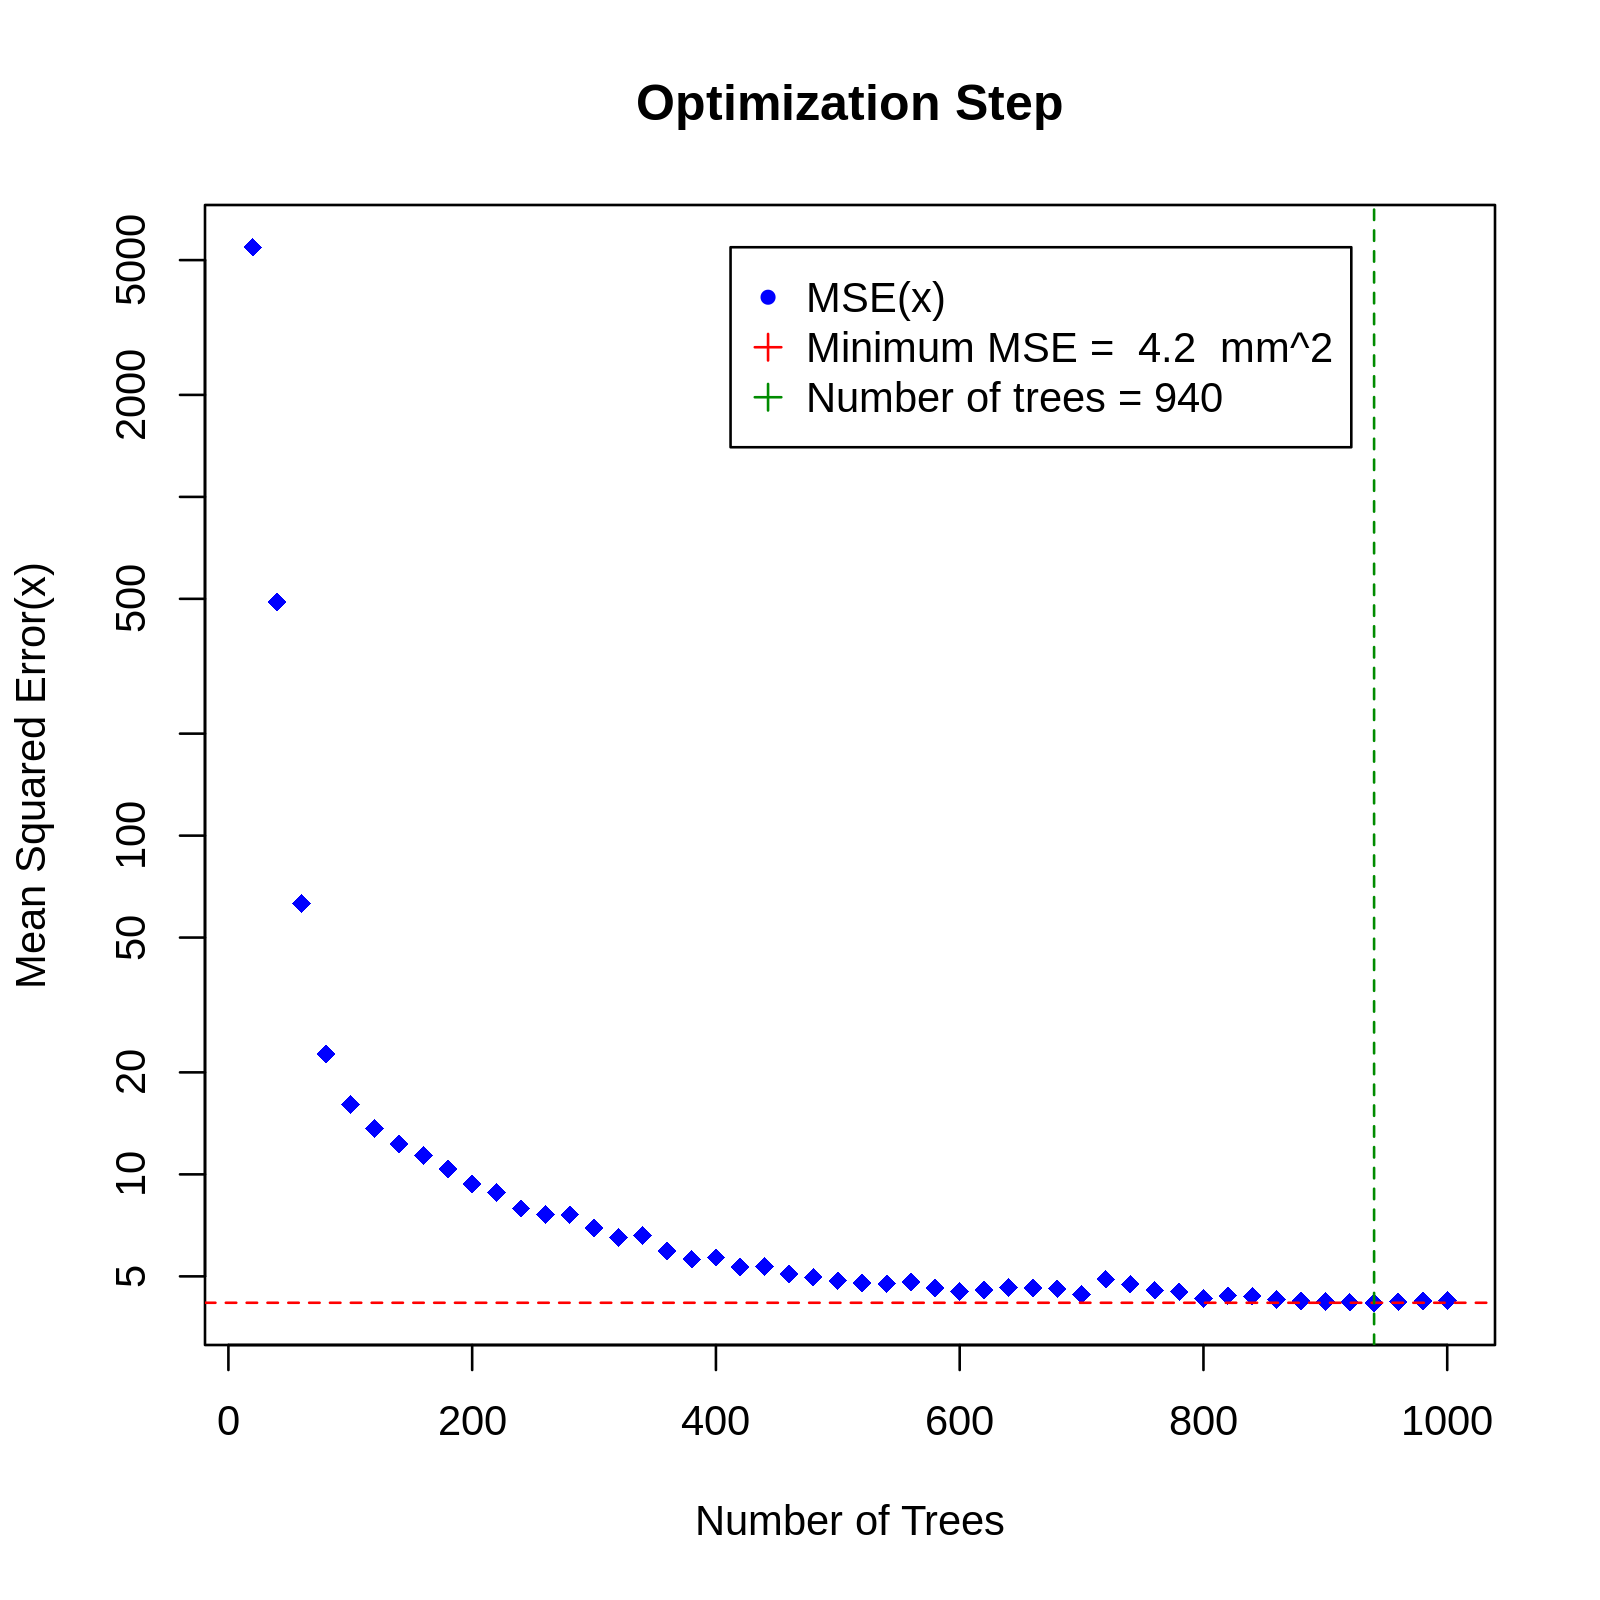 Optimization Step
MSE(x)
Minimum MSE =  4.2  mm^2
Number of trees = 940
Mean Squared Error(x)
5000
2000
500
100
50
20
10
5
0 200 400 600 800 1000
Number of Trees